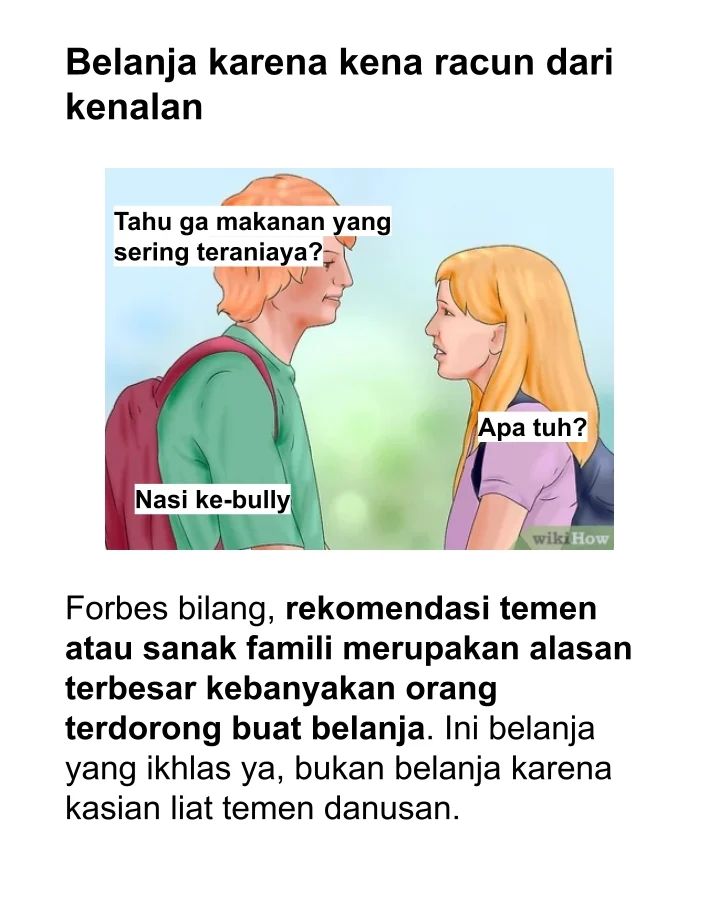 Belanja karena kena racun dari
kenalan
Tahu ga makanan yang
sering teraniaya?
Apa tuh?
Nasi ke-bully
wikiHow
Forbes bilang, rekomendasi temen
atau sanak famili merupakan alasan
terbesar kebanyakan orang
terdorong buat belanja. Ini belanja
yang ikhlas ya, bukan belanja karena
kasian liat temen danusan.